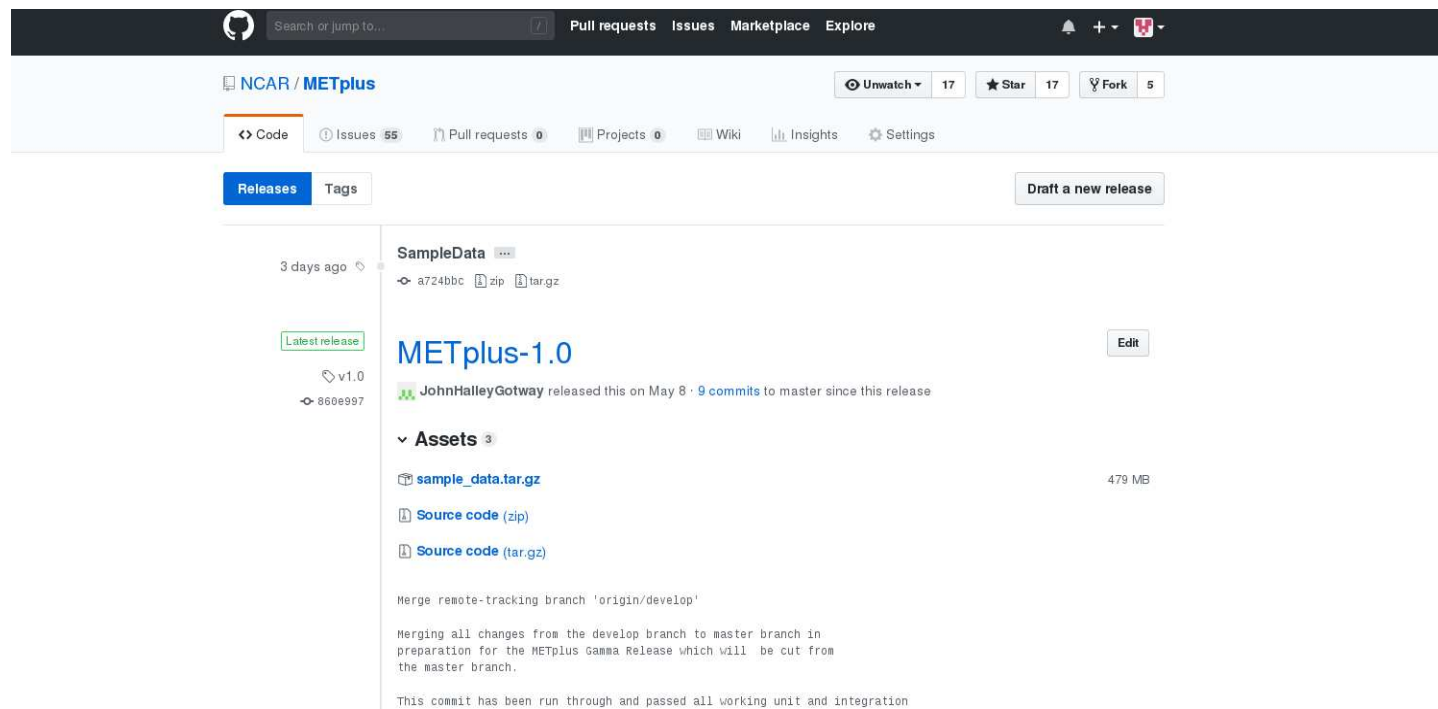 Search or jump to... / Pull requests Issues Marketplace Explore
NCAR / METplus Unwatch 17 Star 17 Fork 5
Code Issues 55 Pull requests 0 Projects 0 Wiki Insights Settings
Releases Tags Draft a new release
3 days ago SampleData ...
a724bbc zip tar.gz
Latest release METplus-1.0 Edit
v1.0 JohnHalleyGotway released this on May 8 · 9 commits to master since this release
860e997
Assets 3
sample_data.tar.gz 479 MB
Source code (zip)
Source code (tar.gz)
Merge remote-tracking branch 'origin/develop'
Merging all changes from the develop branch to master branch in
preparation for the METplus Gamma Release which will  be cut from
the master branch.
This commit has been run through and passed all working unit and integration